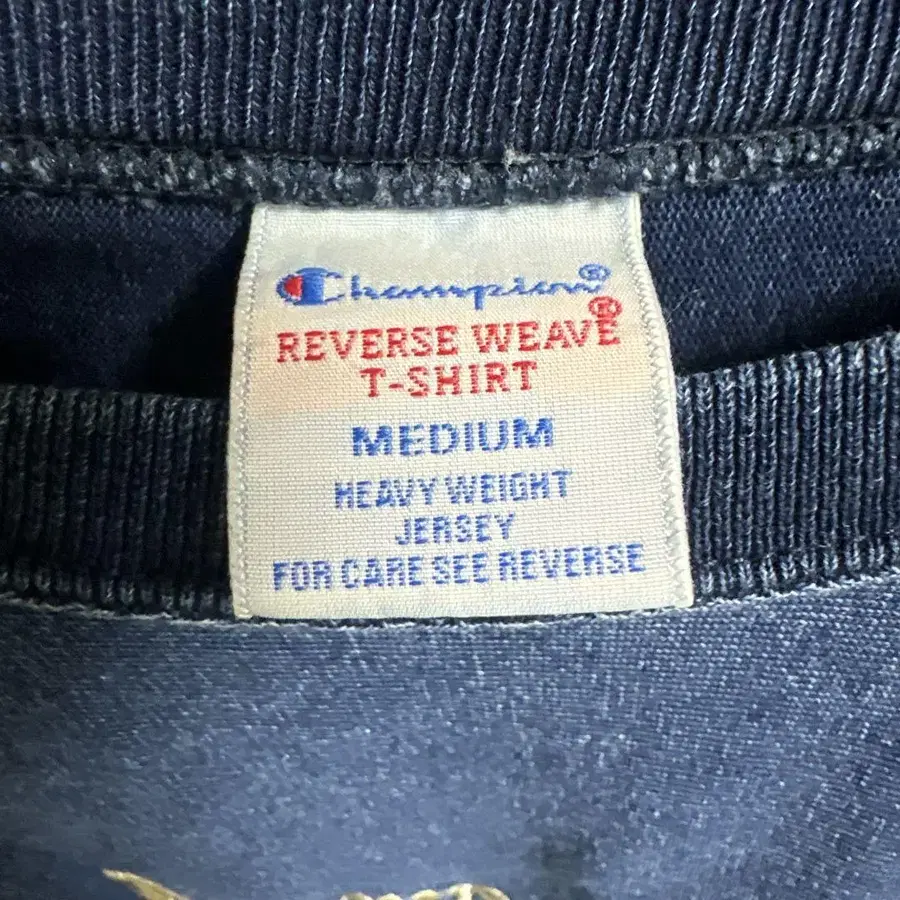 Champion®
REVERSE WEAVE®
T-SHIRT
MEDIUM
HEAVY WEIGHT
JERSEY
FOR CARE SEE REVERSE